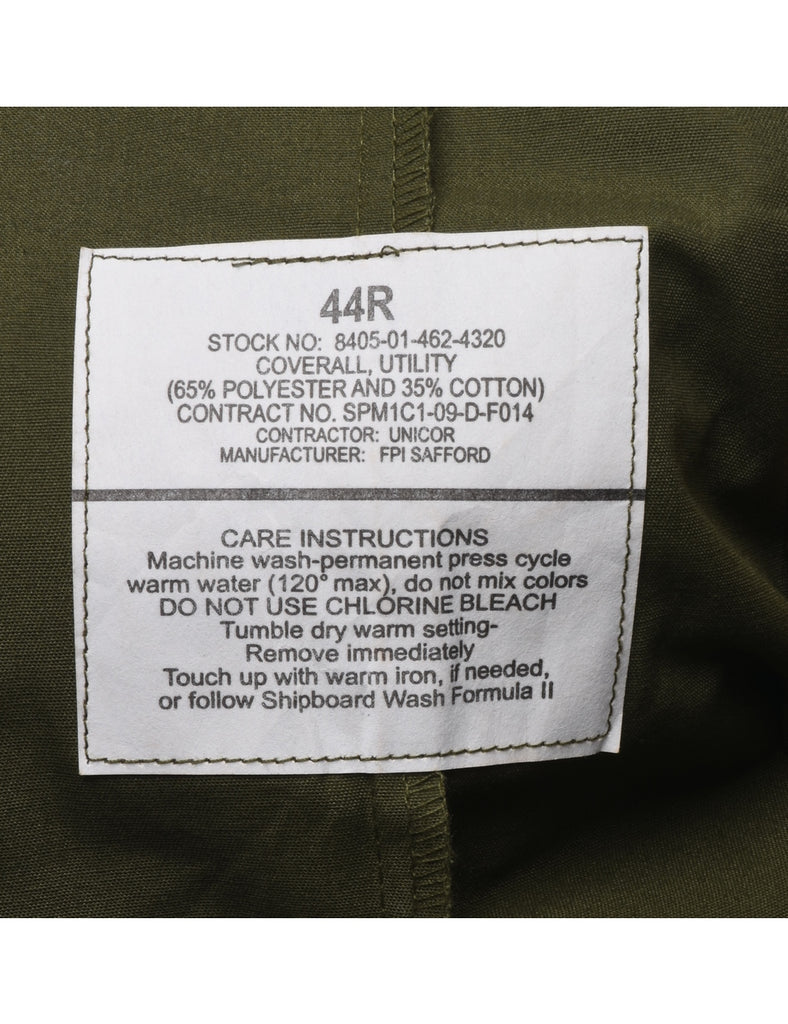 44R
STOCK NO: 8405-01-462-4320
COVERALL, UTILITY
(65% POLYESTER AND 35% COTTON)
CONTRACT NO. SPM1C1-09-D-F014
CONTRACTOR: UNICOR
MANUFACTURER: FPI SAFFORD
CARE INSTRUCTIONS
Machine wash-permanent press cycle
warm water (120° max), do not mix colors
DO NOT USE CHLORINE BLEACH
Tumble dry warm setting-
Remove immediately
Touch up with warm iron, if needed,
or follow Shipboard Wash Formula II